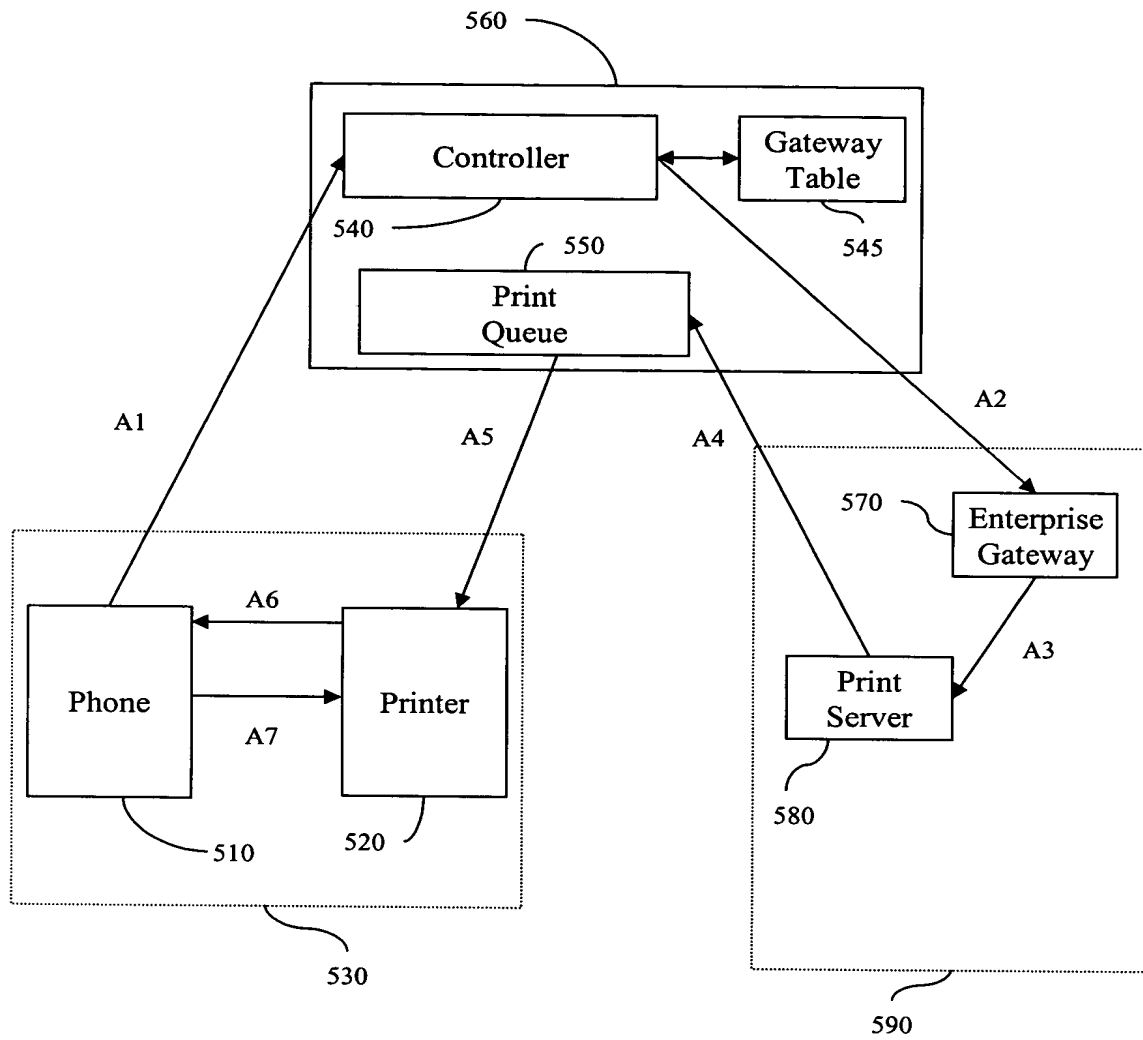 560
Controller
Gateway
Table
540
545
550
Print
Queue
A1
A5
A4
A2
570
Enterprise
Gateway
A6
A3
Phone
Printer
Print
Server
A7
580
510
520
530
590